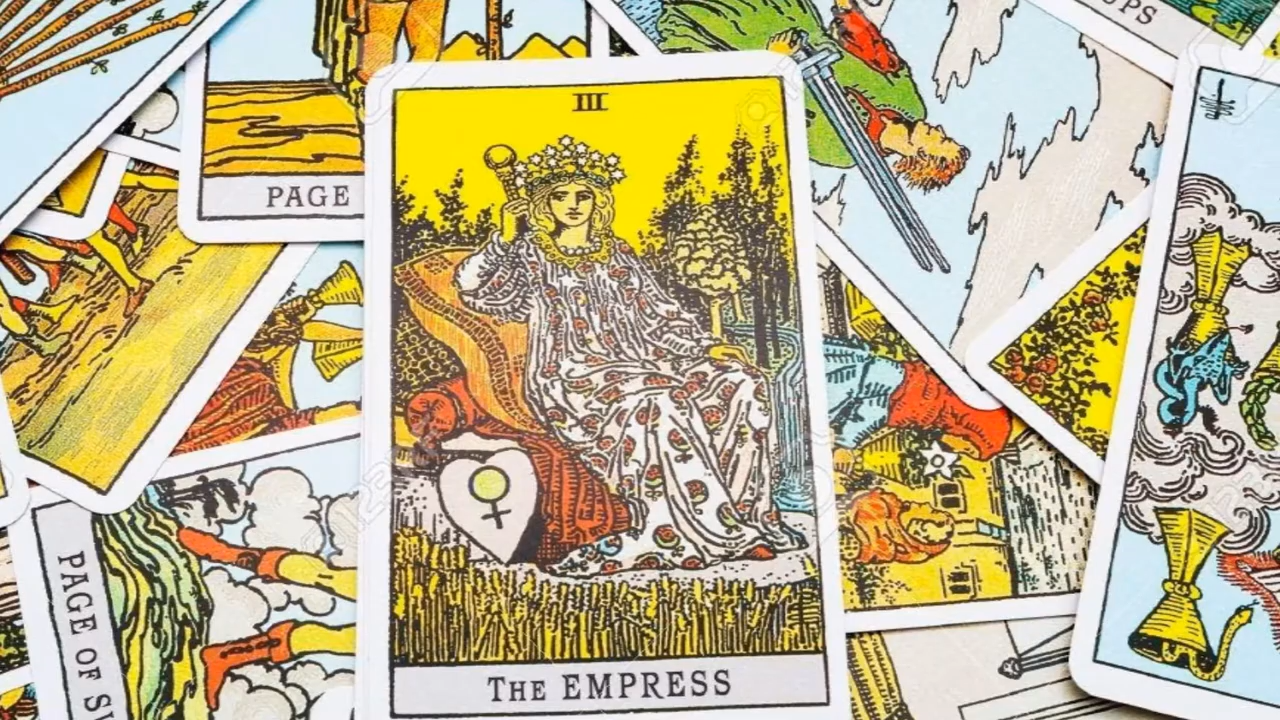 III
PAGE
THE EMPRESS
PAGE OF